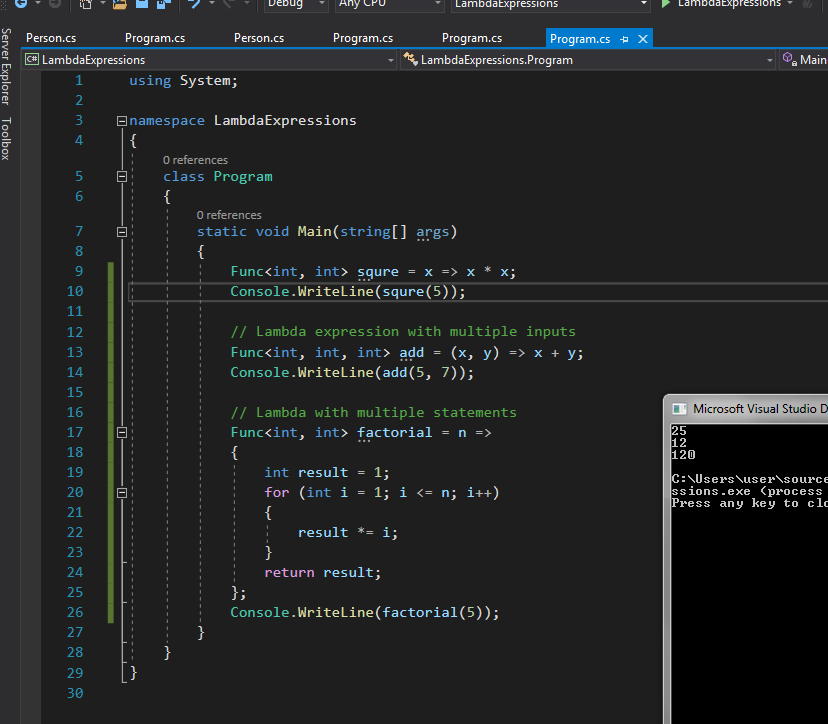 Debug
Any CPU
LambdaExpressions
LambdaExpressions
Person.cs
Program.cs
Person.cs
Program.cs
Program.cs
Program.cs
Server Explorer
Toolbox
C# LambdaExpressions
LambdaExpressions.Program
Main
1 using System;
2
3 namespace LambdaExpressions
4 {
0 references
5 class Program
6 {
0 references
7 static void Main(string[] args)
8 {
9 Func<int, int> squre = x => x * x;
10 Console.WriteLine(squre(5));
11
12 // Lambda expression with multiple inputs
13 Func<int, int, int> add = (x, y) => x + y;
14 Console.WriteLine(add(5, 7));
15
16 // Lambda with multiple statements
17 Func<int, int> factorial = n =>
18 {
19 int result = 1;
20 for (int i = 1; i <= n; i++)
21 {
22 result *= i;
23 }
24 return result;
25 };
26 Console.WriteLine(factorial(5));
27 }
28 }
29 }
30
Microsoft Visual Studio D
25
12
120
C:\Users\user\source
ssions.exe (process
Press any key to clo